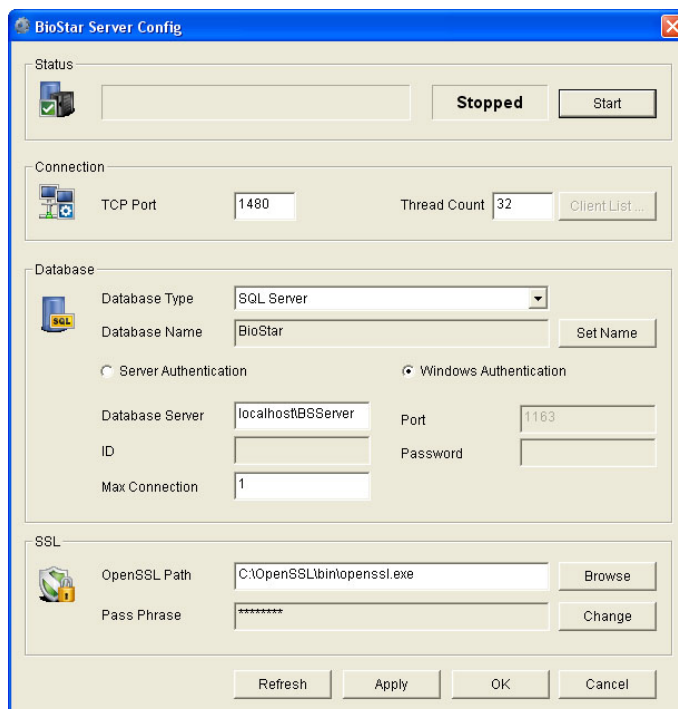 BioStar Server Config
Status
Stopped
Start
Connection
TCP Port 1480 Thread Count 32 Client List ...
Database
Database Type SQL Server
SQL
Database Name BioStar Set Name
Server Authentication Windows Authentication
Database Server localhost\BSServer Port 1163
ID Password
Max Connection 1
SSL
OpenSSL Path C:\OpenSSL\bin\openssl.exe Browse
Pass Phrase ******** Change
Refresh Apply OK Cancel